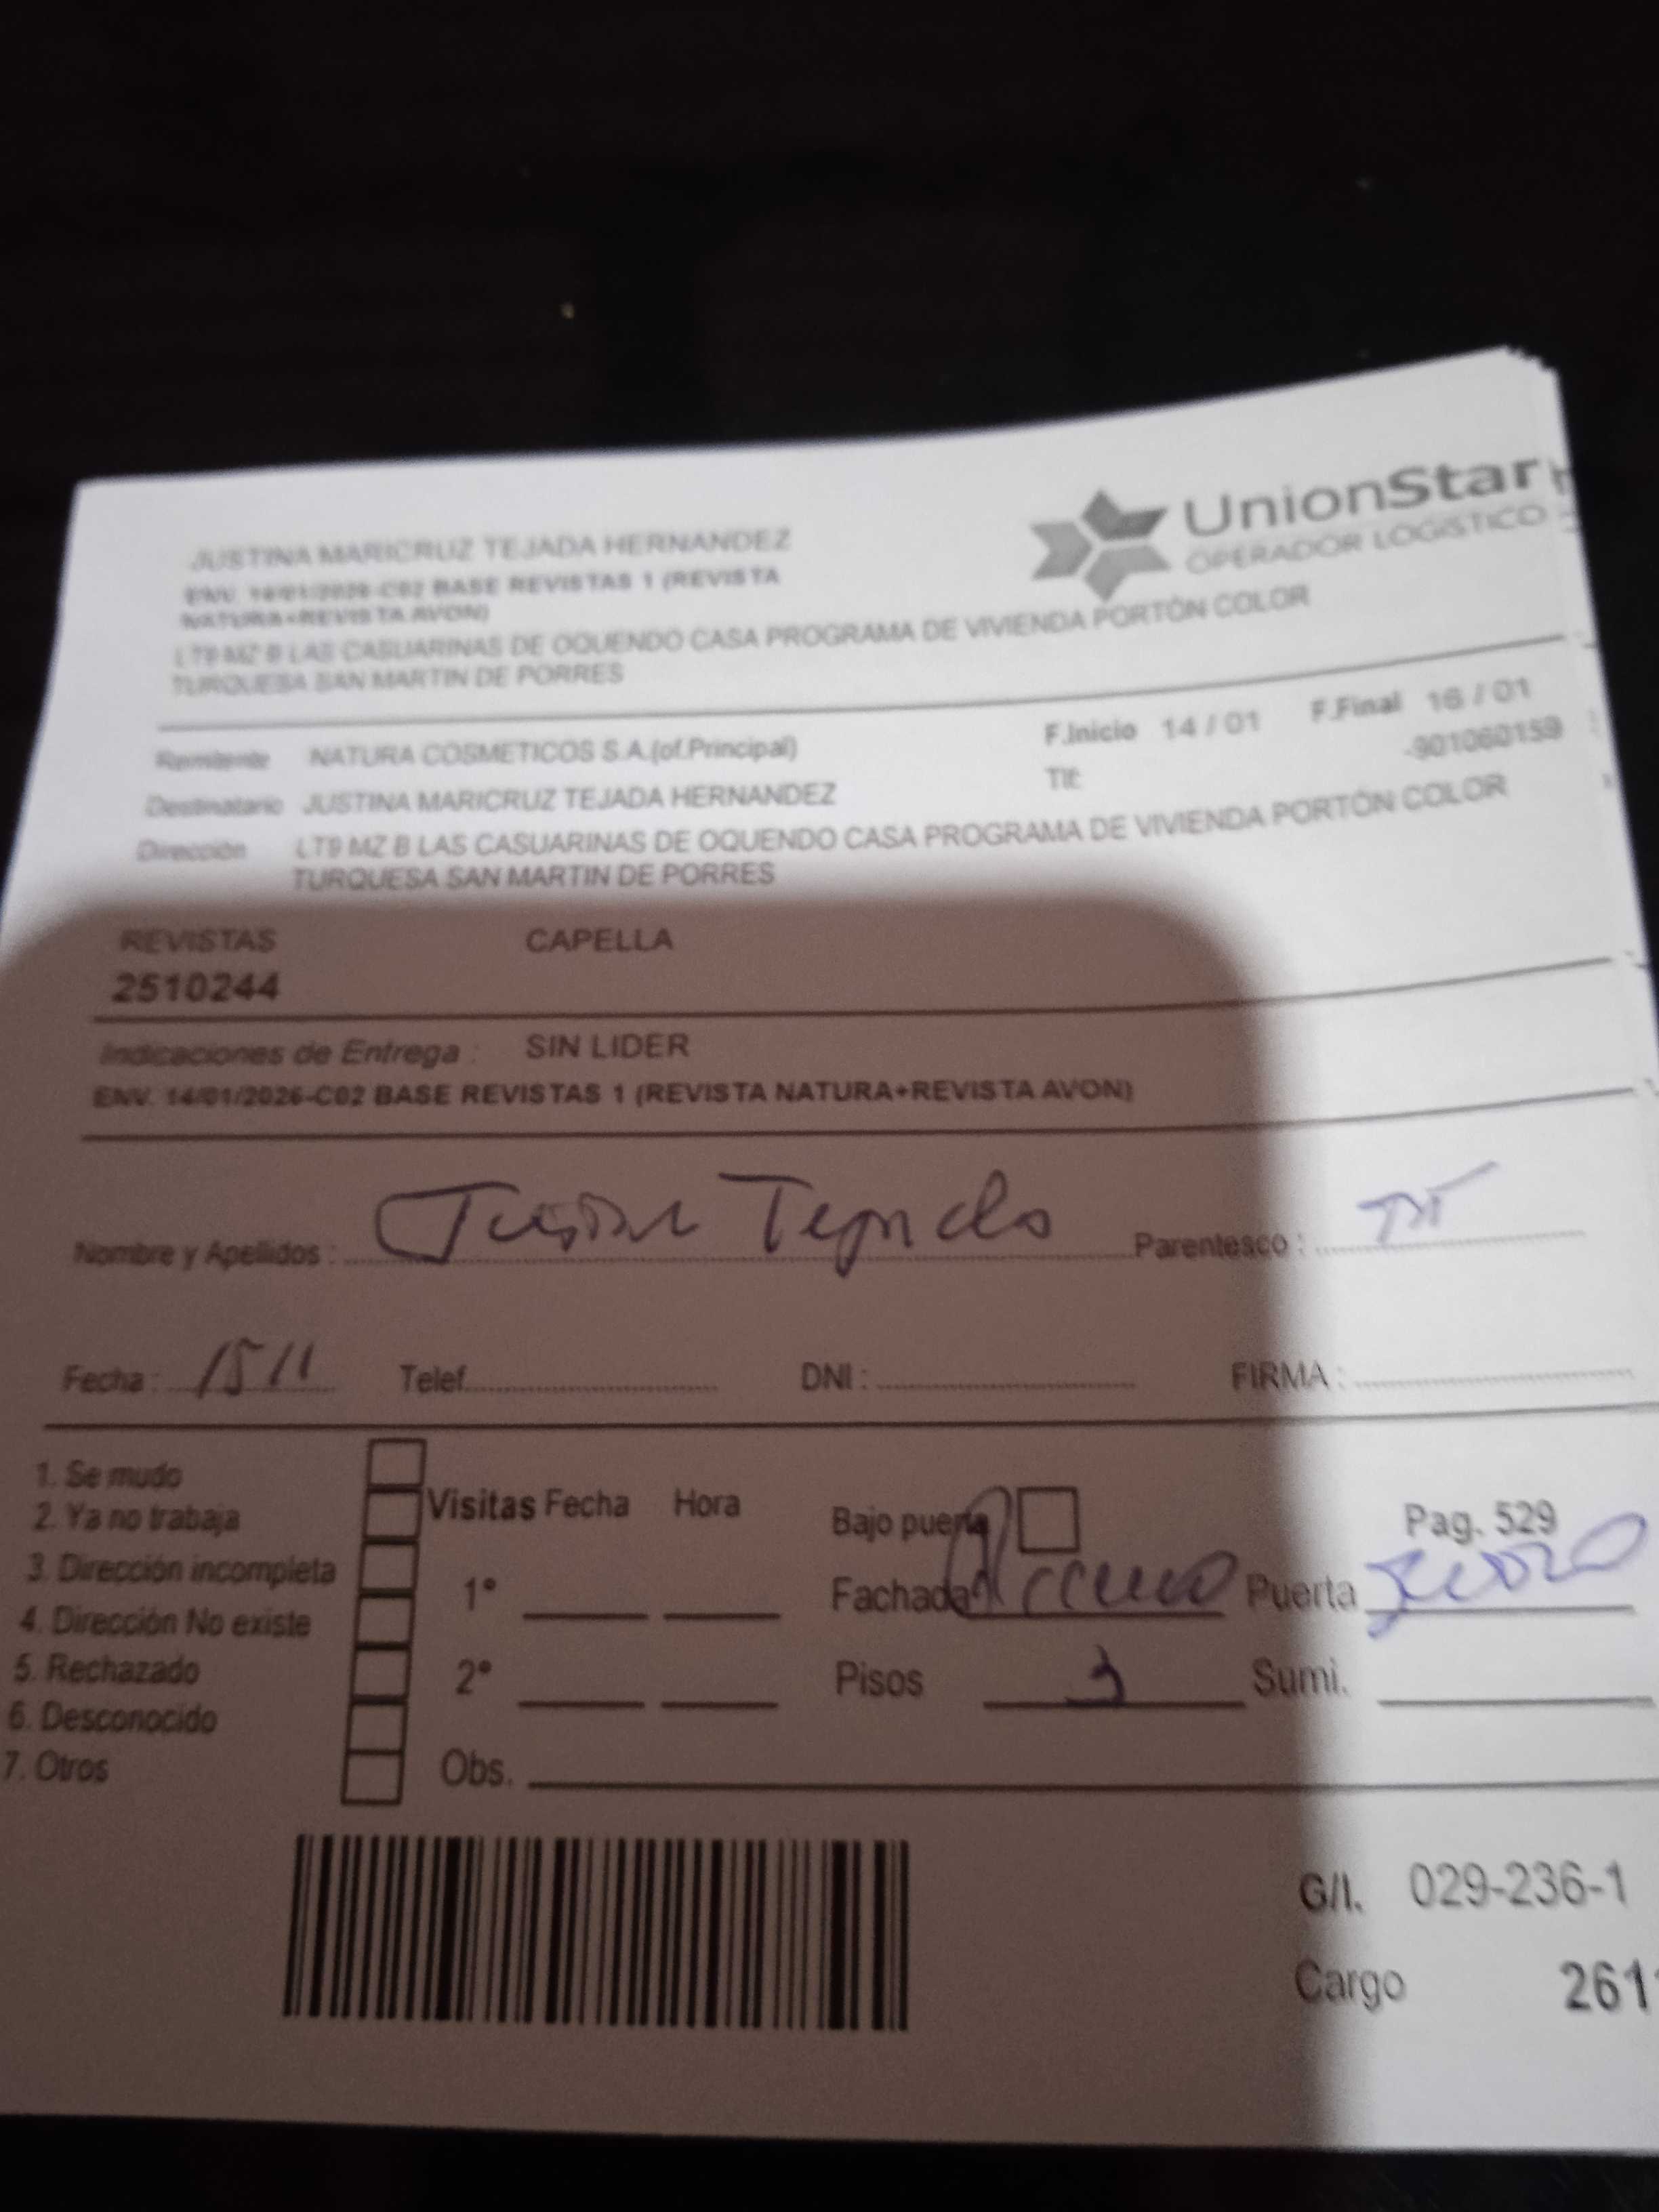 UnionStar
OPERADOR LOGISTICO
JUSTINA MARICRUZ TEJADA HERNANDEZ
ENV. 14/01/2026-C02 BASE REVISTAS 1 (REVISTA
NATURA+REVISTA AVON)
LT9 MZ B LAS CASUARINAS DE OQUENDO CASA PROGRAMA DE VIVIENDA PORTÓN COLOR
TURQUESA SAN MARTIN DE PORRES
Remitente NATURA COSMETICOS S.A.(of.Principal) F.Inicio 14 / 01 F.Final 16 / 01
Destinatario JUSTINA MARICRUZ TEJADA HERNANDEZ Tlf: -901060159
Dirección LT9 MZ B LAS CASUARINAS DE OQUENDO CASA PROGRAMA DE VIVIENDA PORTÓN COLOR
TURQUESA SAN MARTIN DE PORRES
REVISTAS CAPELLA
2510244
Indicaciones de Entrega : SIN LIDER
ENV. 14/01/2026-C02 BASE REVISTAS 1 (REVISTA NATURA+REVISTA AVON)
Nombre y Apellidos : Parentesco :
Fecha : Telef. DNI : FIRMA :
1. Se mudo
2. Ya no trabaja
3. Dirección incompleta
4. Dirección No existe
5. Rechazado
6. Desconocido
7. Otros
Visitas Fecha Hora
1°
2°
Obs.
Bajo puerta Pag. 529
Fachada Puerta
Pisos 3 Sumi.
G/I. 029-236-1
Cargo 261